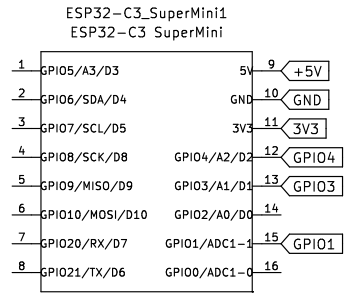 ESP32-C3_SuperMini1
ESP32-C3 SuperMini
1 GPIO5/A3/D3 5V 9 +5V
2 GPIO6/SDA/D4 GND 10 GND
3 GPIO7/SCL/D5 3V3 11 3V3
4 GPIO8/SCK/D8 GPIO4/A2/D2 12 GPIO4
5 GPIO9/MISO/D9 GPIO3/A1/D1 13 GPIO3
6 GPIO10/MOSI/D10 GPIO2/A0/D0 14
7 GPIO20/RX/D7 GPIO1/ADC1-1 15 GPIO1
8 GPIO21/TX/D6 GPIO0/ADC1-0 16